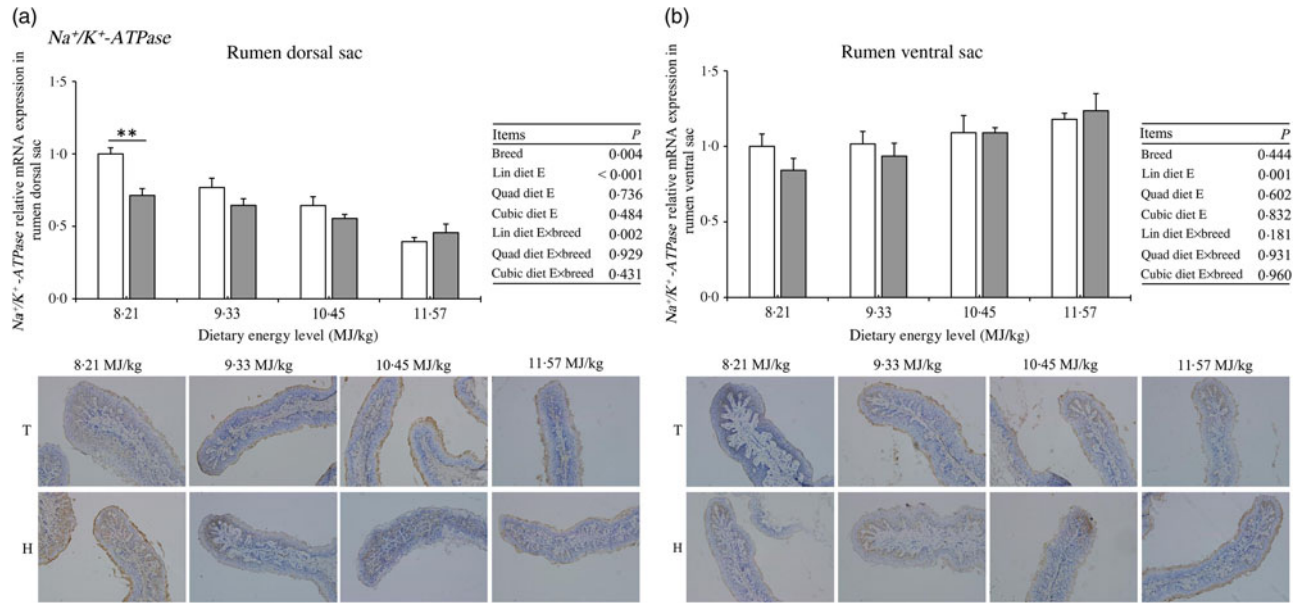 (a)
Na⁺/K⁺-ATPase
Rumen dorsal sac
Na⁺/K⁺ -ATPase relative mRNA expression in
rumen dorsal sac
1·5
1·0
0·5
0·0
**
8·21 9·33 10·45 11·57
Dietary energy level (MJ/kg)
Items P
Breed 0·004
Lin diet E < 0·001
Quad diet E 0·736
Cubic diet E 0·484
Lin diet E×breed 0·002
Quad diet E×breed 0·929
Cubic diet E×breed 0·431
8·21 MJ/kg 9·33 MJ/kg 10·45 MJ/kg 11·57 MJ/kg
T
H
(b)
Rumen ventral sac
Na⁺/K⁺ -ATPase relative mRNA expression in
rumen ventral sac
1·5
1·0
0·5
0·0
8·21 9·33 10·45 11·57
Dietary energy level (MJ/kg)
Items P
Breed 0·444
Lin diet E 0·001
Quad diet E 0·602
Cubic diet E 0·832
Lin diet E×breed 0·181
Quad diet E×breed 0·931
Cubic diet E×breed 0·960
8·21 MJ/kg 9·33 MJ/kg 10·45 MJ/kg 11·57 MJ/kg
T
H